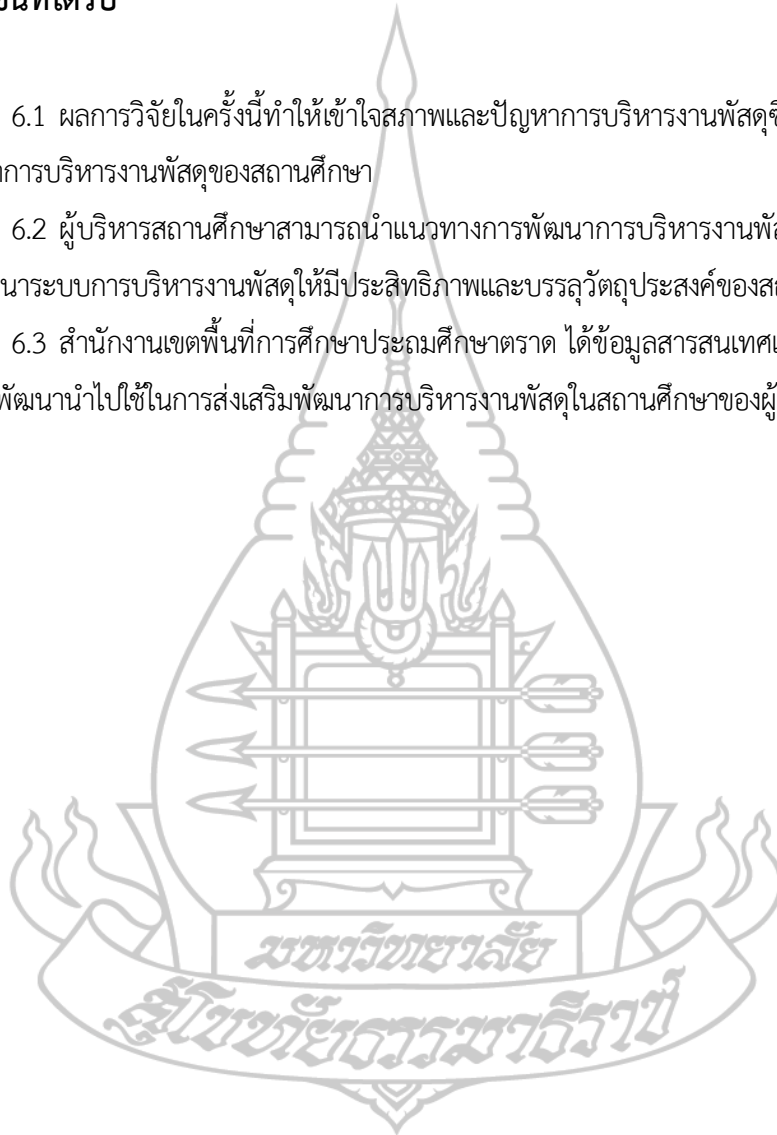 6.1 ผลการวิจัยในครั้งนี้ทำให้เข้าใจสภาพและปัญหาการบริหารงานพัสดุ
การบริหารงานพัสดุของสถานศึกษา
6.2 ผู้บริหารสถานศึกษาสามารถนำแนวทางการพัฒนาการบริหารงาน
นาระบบการบริหารงานพัสดุให้มีประสิทธิภาพและบรรลุวัตถุประสงค์ของ
6.3 สำนักงานเขตพื้นที่การศึกษาประถมศึกษาตราด ได้ข้อมูลสารสนเทศ
พัฒนานำไปใช้ในการส่งเสริมพัฒนาการบริหารงานพัสดุในสถานศึกษาของผู้
มหาวิทยาลัย
สุโขทัยธรรมาธิราช